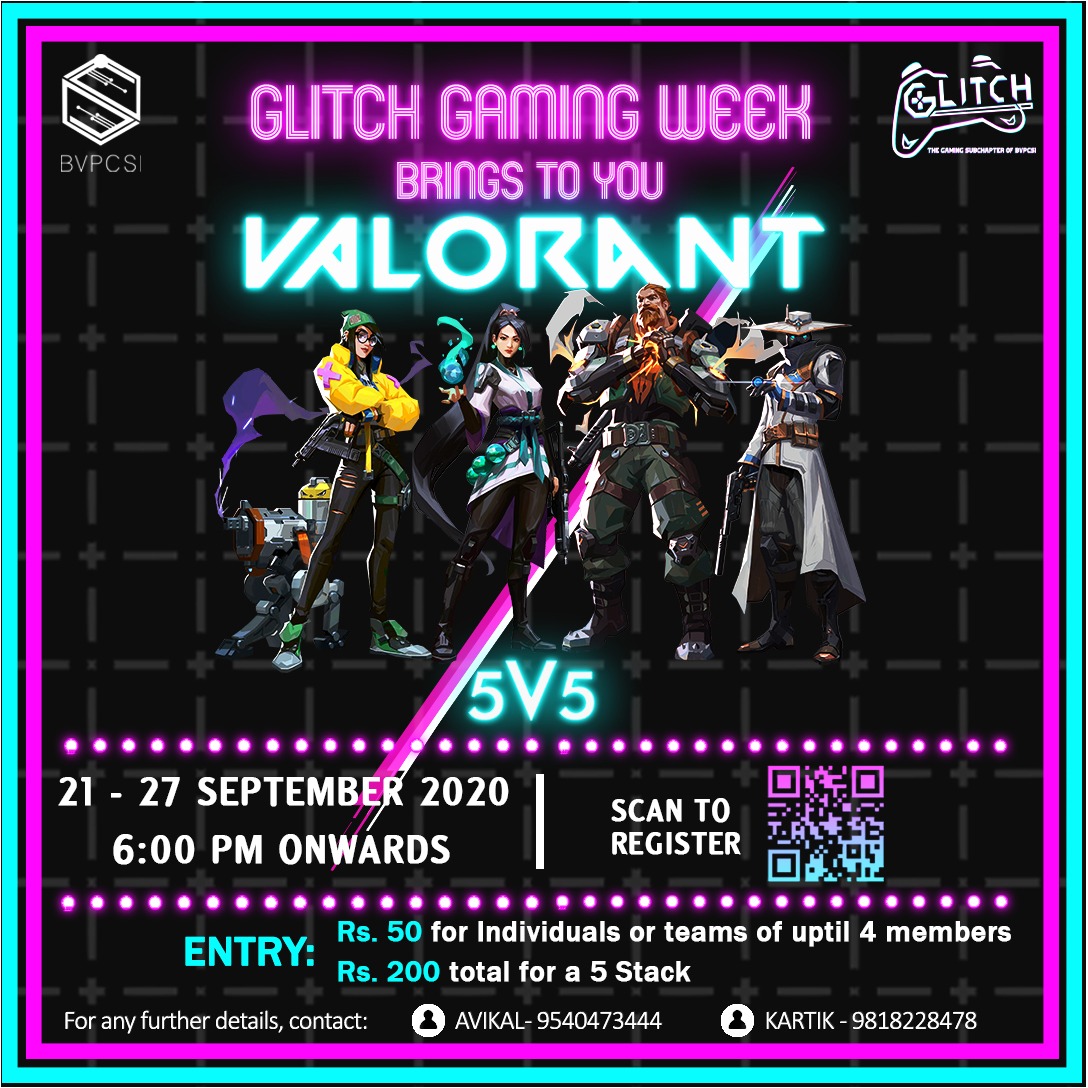 BVPCSI
GLITCH
THE GAMING SUBCHAPTER OF BVPCSI
GLITCH GAMING WEEK
BRINGS TO YOU
VALORANT
5V5
21 - 27 SEPTEMBER 2020
6:00 PM ONWARDS
SCAN TO
REGISTER
ENTRY:
Rs. 50 for Individuals or teams of uptil 4 members
Rs. 200 total for a 5 Stack
For any further details, contact: AVIKAL- 9540473444 KARTIK - 9818228478